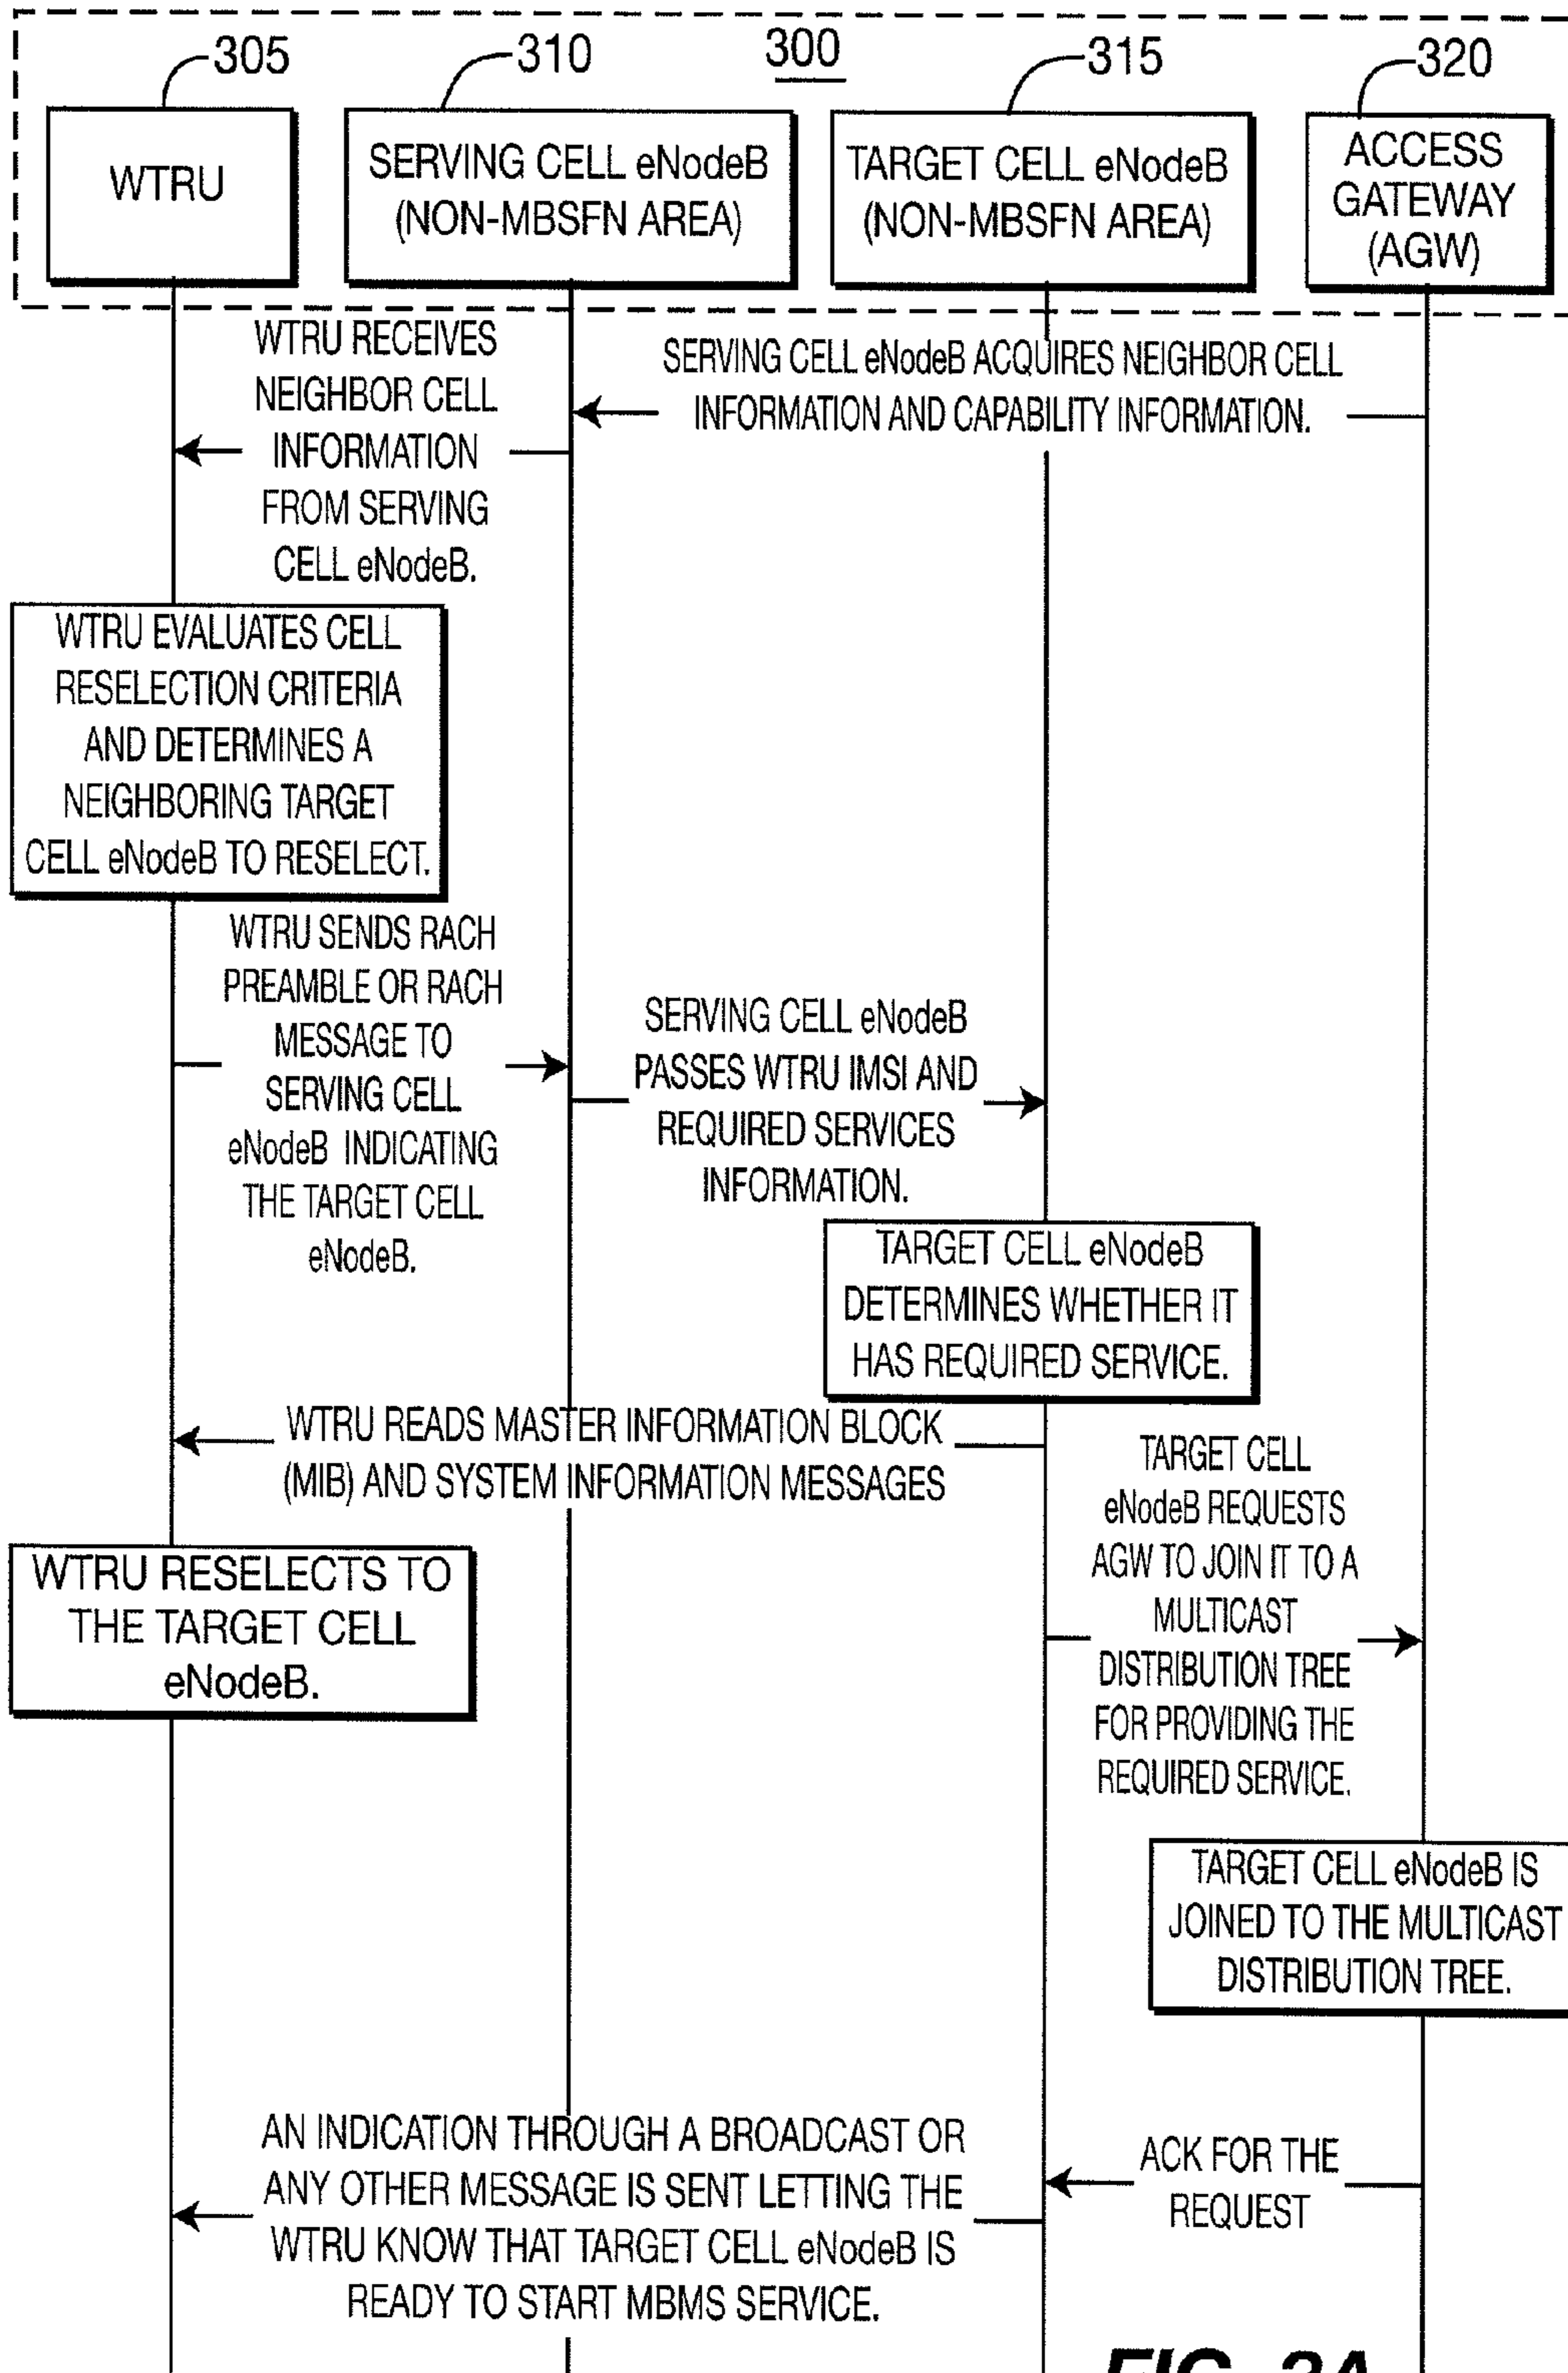 305
310
300
315
320
WTRU
SERVING CELL eNodeB
(NON-MBSFN AREA)
TARGET CELL eNodeB
(NON-MBSFN AREA)
ACCESS
GATEWAY
(AGW)
WTRU RECEIVES
NEIGHBOR CELL
INFORMATION
FROM SERVING
CELL eNodeB.
SERVING CELL eNodeB ACQUIRES NEIGHBOR CELL
INFORMATION AND CAPABILITY INFORMATION.
WTRU EVALUATES CELL
RESELECTION CRITERIA
AND DETERMINES A
NEIGHBORING TARGET
CELL eNodeB TO RESELECT.
WTRU SENDS RACH
PREAMBLE OR RACH
MESSAGE TO
SERVING CELL
eNodeB INDICATING
THE TARGET CELL
eNodeB.
SERVING CELL eNodeB
PASSES WTRU IMSI AND
REQUIRED SERVICES
INFORMATION.
TARGET CELL eNodeB
DETERMINES WHETHER IT
HAS REQUIRED SERVICE.
WTRU READS MASTER INFORMATION BLOCK
(MIB) AND SYSTEM INFORMATION MESSAGES
TARGET CELL
eNodeB REQUESTS
AGW TO JOIN IT TO A
MULTICAST
DISTRIBUTION TREE
FOR PROVIDING THE
REQUIRED SERVICE.
WTRU RESELECTS TO
THE TARGET CELL
eNodeB.
TARGET CELL eNodeB IS
JOINED TO THE MULTICAST
DISTRIBUTION TREE.
AN INDICATION THROUGH A BROADCAST OR
ANY OTHER MESSAGE IS SENT LETTING THE
WTRU KNOW THAT TARGET CELL eNodeB IS
READY TO START MBMS SERVICE.
ACK FOR THE
REQUEST
FIG.